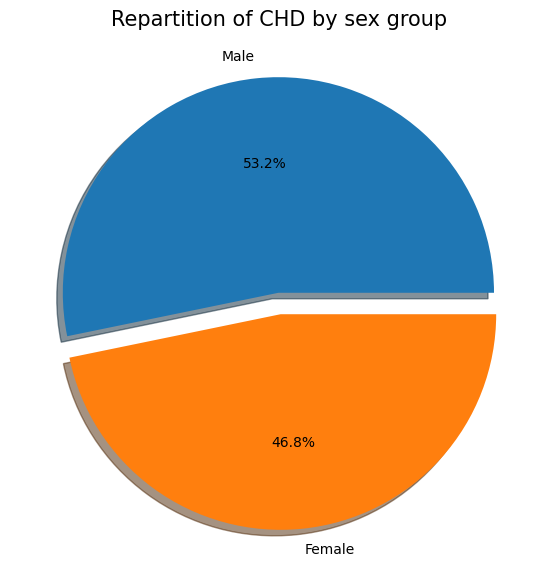 Repartition of CHD by sex group
Male
53.2%
46.8%
Female